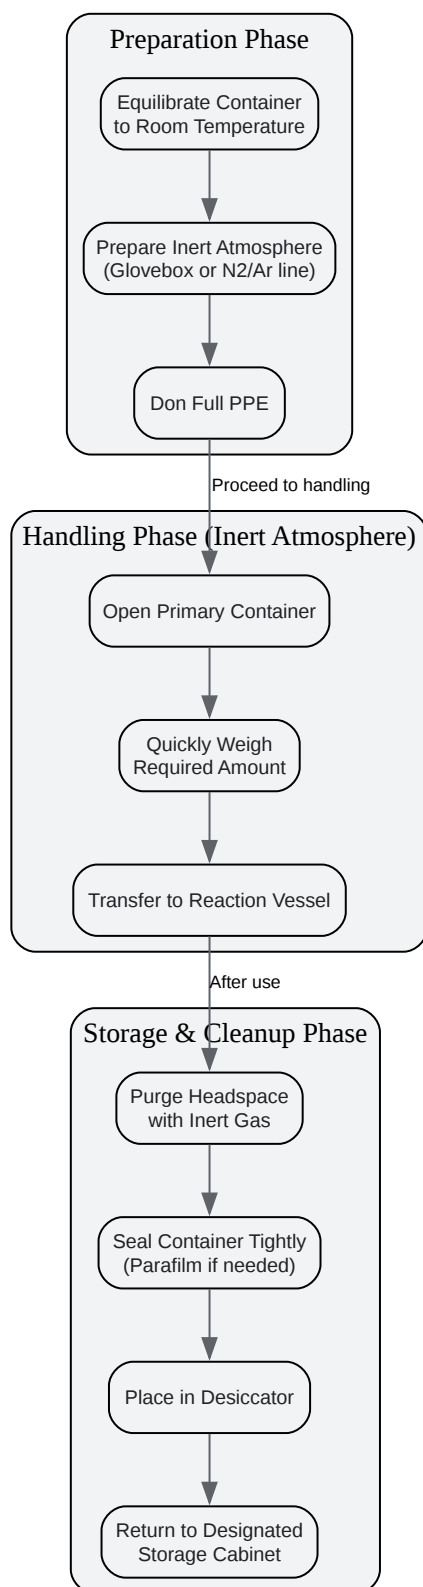 Preparation Phase
Equilibrate Container
to Room Temperature
Prepare Inert Atmosphere
(Glovebox or N2/Ar line)
Don Full PPE
Proceed to handling
Handling Phase (Inert Atmosphere)
Open Primary Container
Quickly Weigh
Required Amount
Transfer to Reaction Vessel
After use
Storage & Cleanup Phase
Purge Headspace
with Inert Gas
Seal Container Tightly
(Parafilm if needed)
Place in Desiccator
Return to Designated
Storage Cabinet